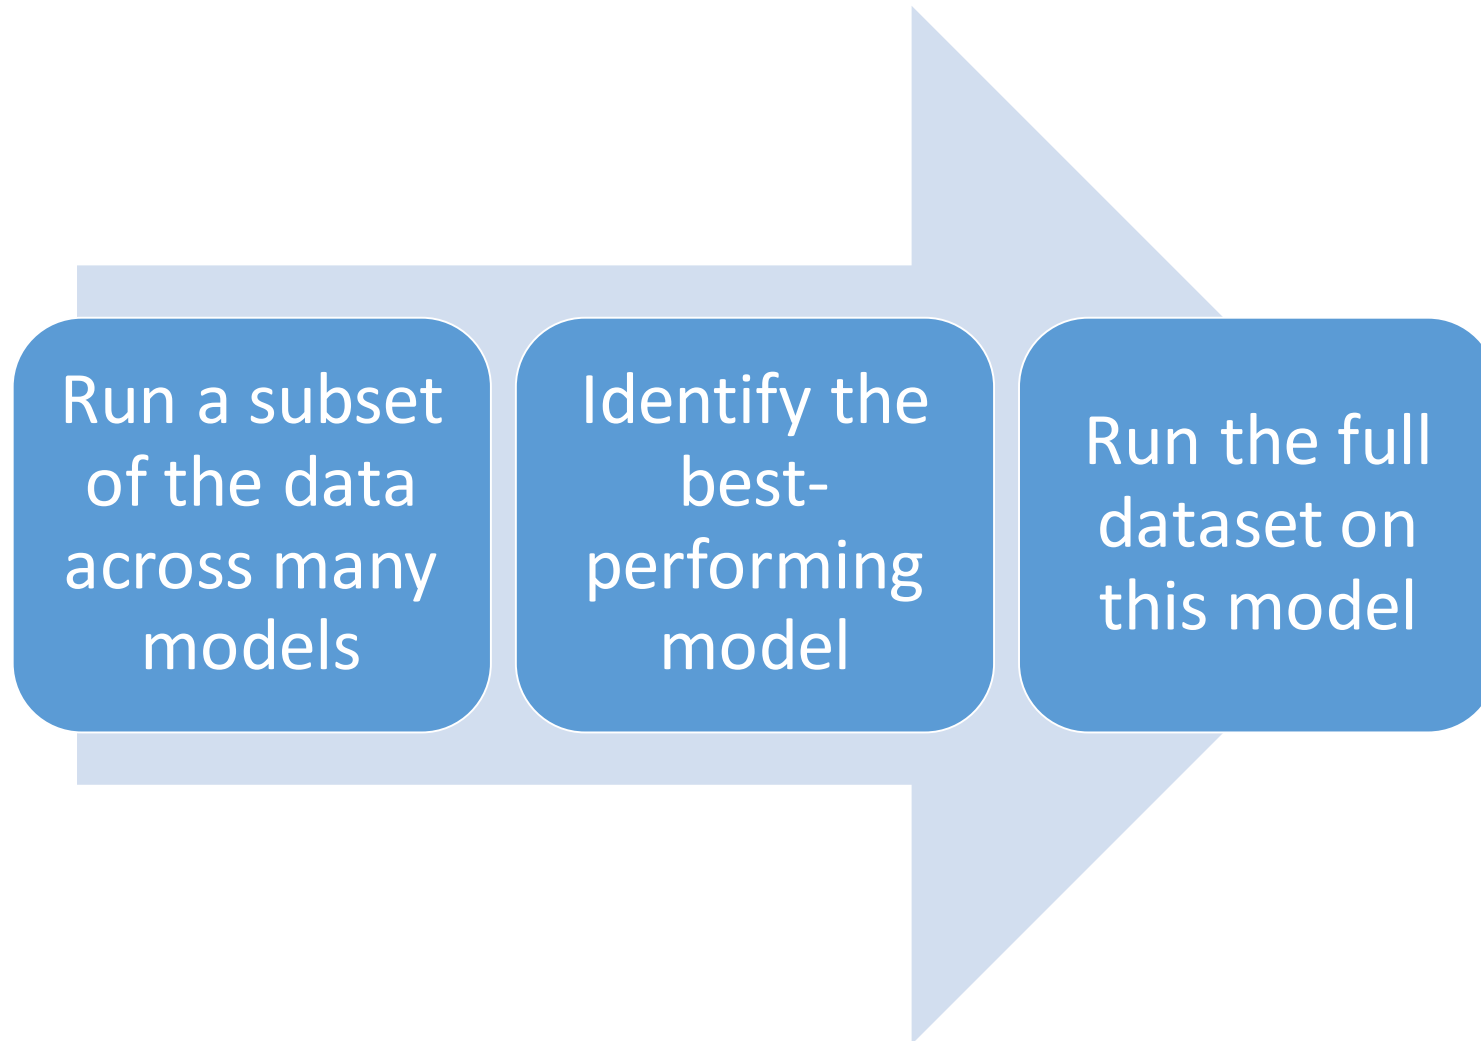 Run a subset
of the data
across many
models
Identify the
best-
performing
model
Run the full
dataset on
this model